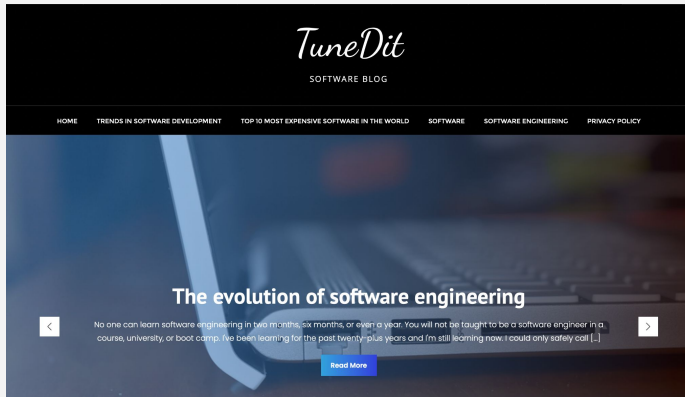 TuneDit
SOFTWARE BLOG
HOME TRENDS IN SOFTWARE DEVELOPMENT TOP 10 MOST EXPENSIVE SOFTWARE IN THE WORLD SOFTWARE SOFTWARE ENGINEERING PRIVACY POLICY
The evolution of software engineering
No one can learn software engineering in two months, six months, or even a year. You will not be taught to be a software engineer in a
course, university, or boot camp. I've been learning for the past twenty-plus years and I'm still learning now. I could only safely call […]
Read More